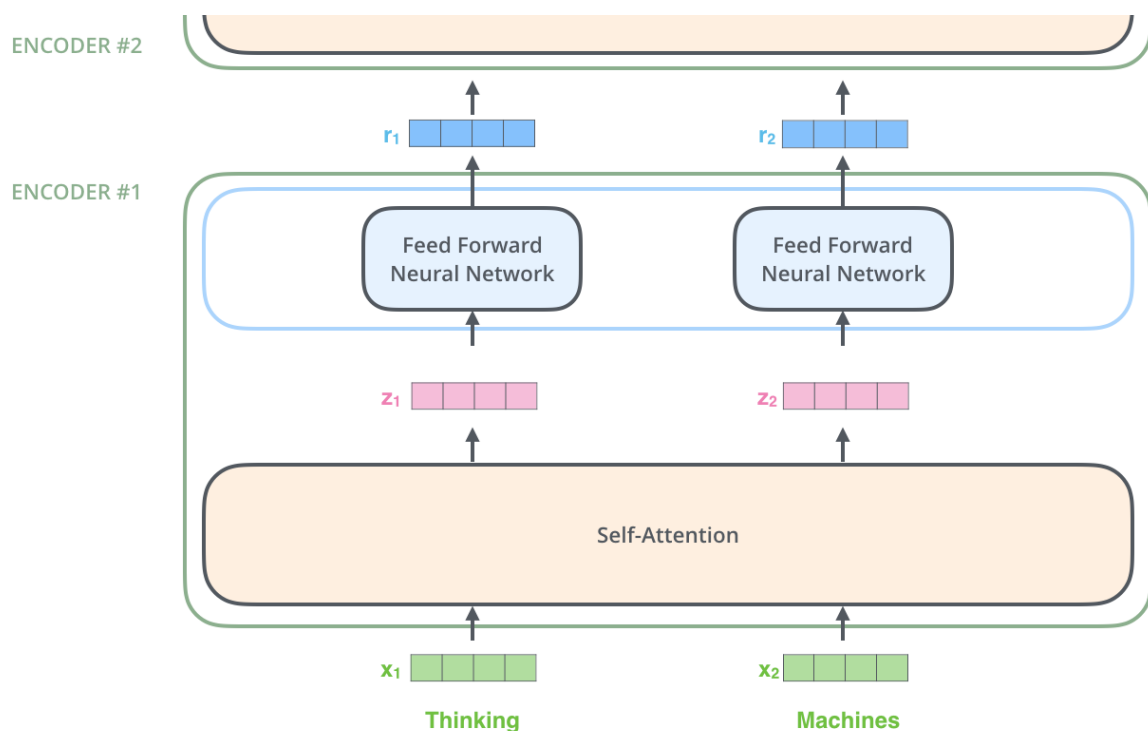 ENCODER #2
r₁ r₂
ENCODER #1
Feed Forward Feed Forward
Neural Network Neural Network
z₁ z₂
Self-Attention
x₁ x₂
Thinking Machines